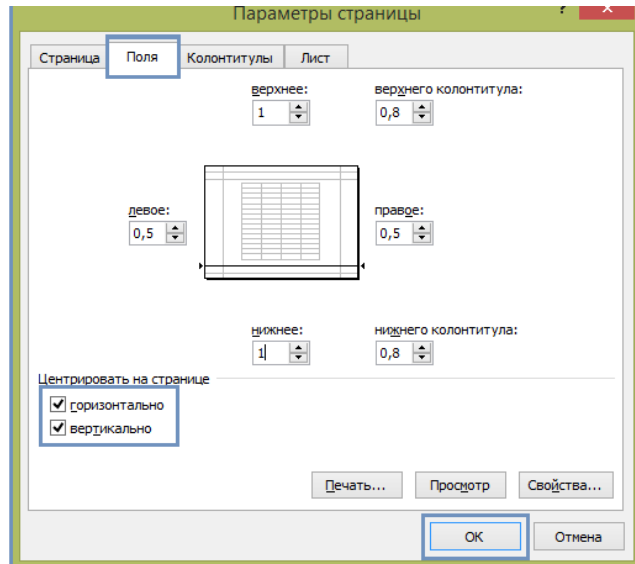 Параметры страницы ? ×
Страница Поля Колонтитулы Лист
верхнее: верхнего колонтитула:
1 0,8
левое: правое:
0,5 0,5
нижнее: нижнего колонтитула:
1 0,8
Центрировать на странице
горизонтально
вертикально
Печать... Просмотр Свойства...
ОК Отмена